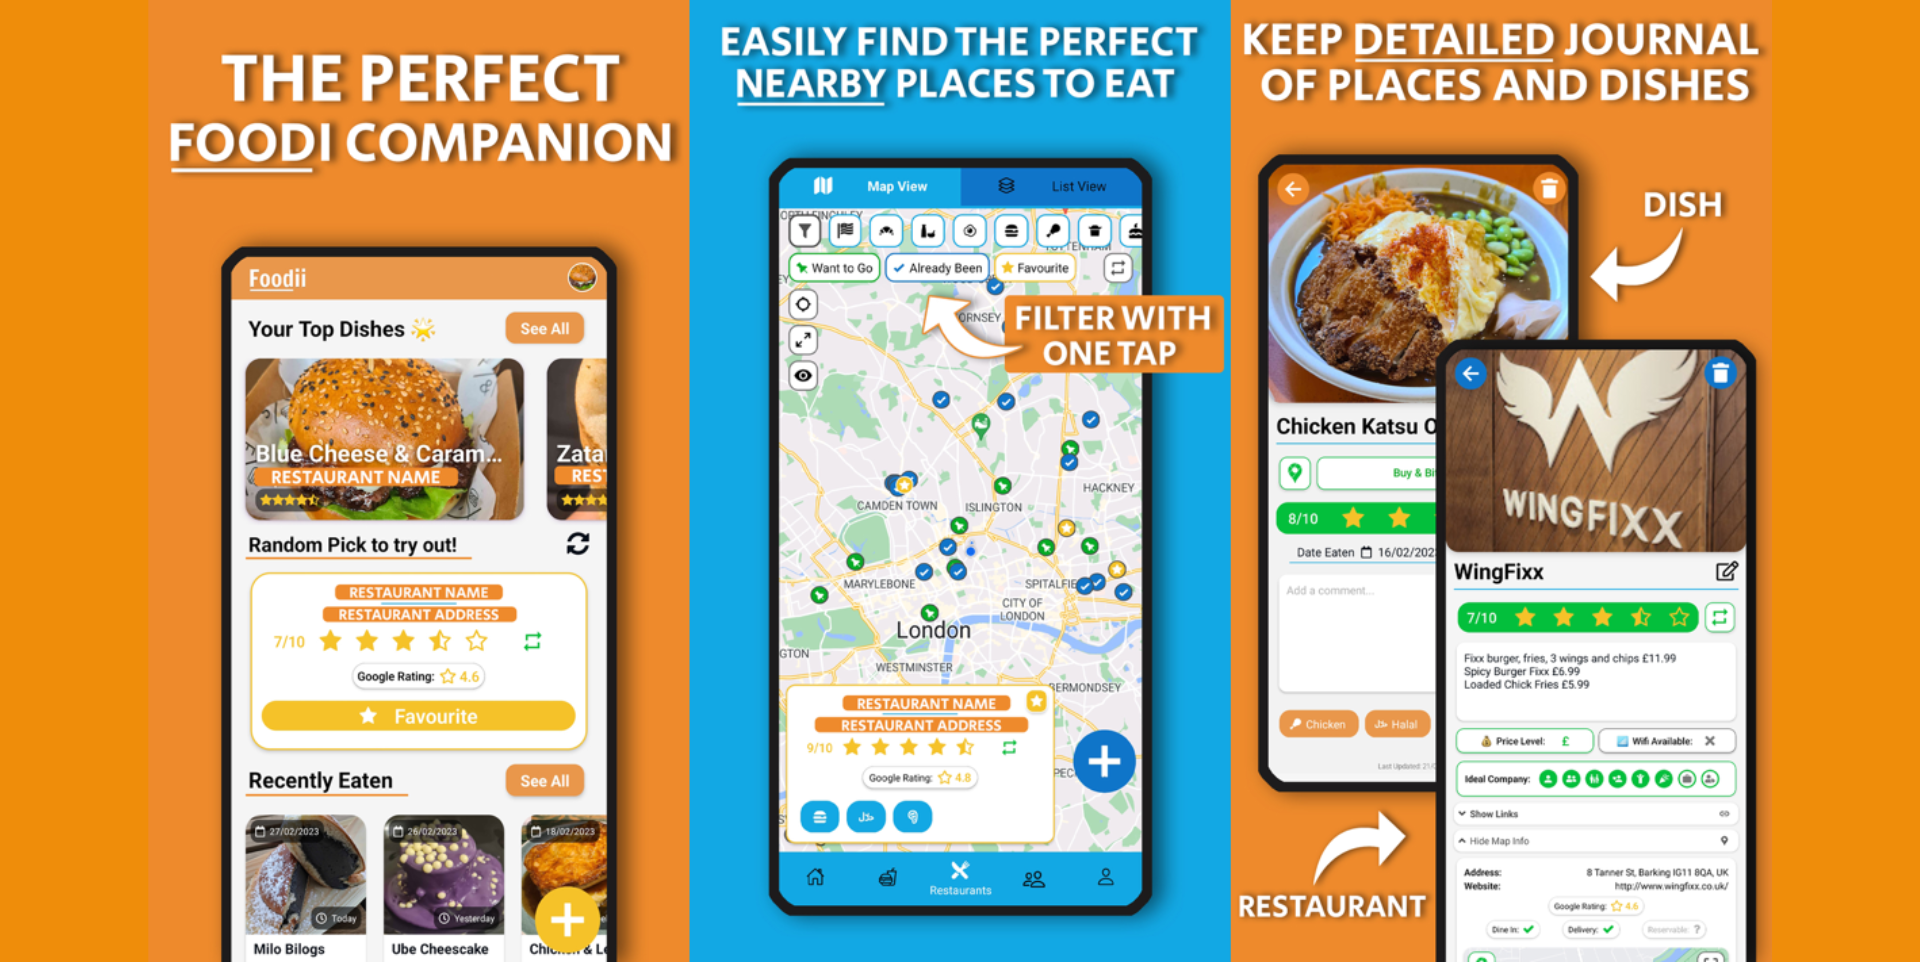 THE PERFECT
FOODI COMPANION
Foodii
Your Top Dishes
See All
Blue Cheese & Caram...
RESTAURANT NAME
Zata
RES
Random Pick to try out!
RESTAURANT NAME
RESTAURANT ADDRESS
7/10
Google Rating: 4.6
Favourite
Recently Eaten
See All
27/02/2023
26/02/2023
18/02/2023
Today
Yesterday
Milo Bilogs
Ube Cheescake
EASILY FIND THE PERFECT
NEARBY PLACES TO EAT
Map View
List View
Want to Go
Already Been
Favourite
FILTER WITH
ONE TAP
ORNSEY
HACKNEY
CAMDEN TOWN
ISLINGTON
MARYLEBONE
SPITALFIE
CITY OF
LONDON
London
GTON
WESTMINSTER
BERMONDSEY
RESTAURANT NAME
RESTAURANT ADDRESS
9/10
Google Rating: 4.8
PEC
Restaurants
KEEP DETAILED JOURNAL
OF PLACES AND DISHES
DISH
Chicken Katsu O
Buy & Bi
8/10
Date Eaten 16/02/202
Add a comment...
Chicken
Halal
RESTAURANT
WINGFIXX
WingFixx
7/10
Fixx burger, fries, 3 wings and chips £11.99
Spicy Burger Fixx £6.99
Loaded Chick Fries £5.99
Price Level: £
Wifi Available:
Ideal Company:
Show Links
Hide Map Info
Address: 8 Tanner St, Barking IG11 8QA, UK
Website: http://www.wingfixx.co.uk/
Google Rating: 4.6
Dine In:
Delivery:
Reservable: ?